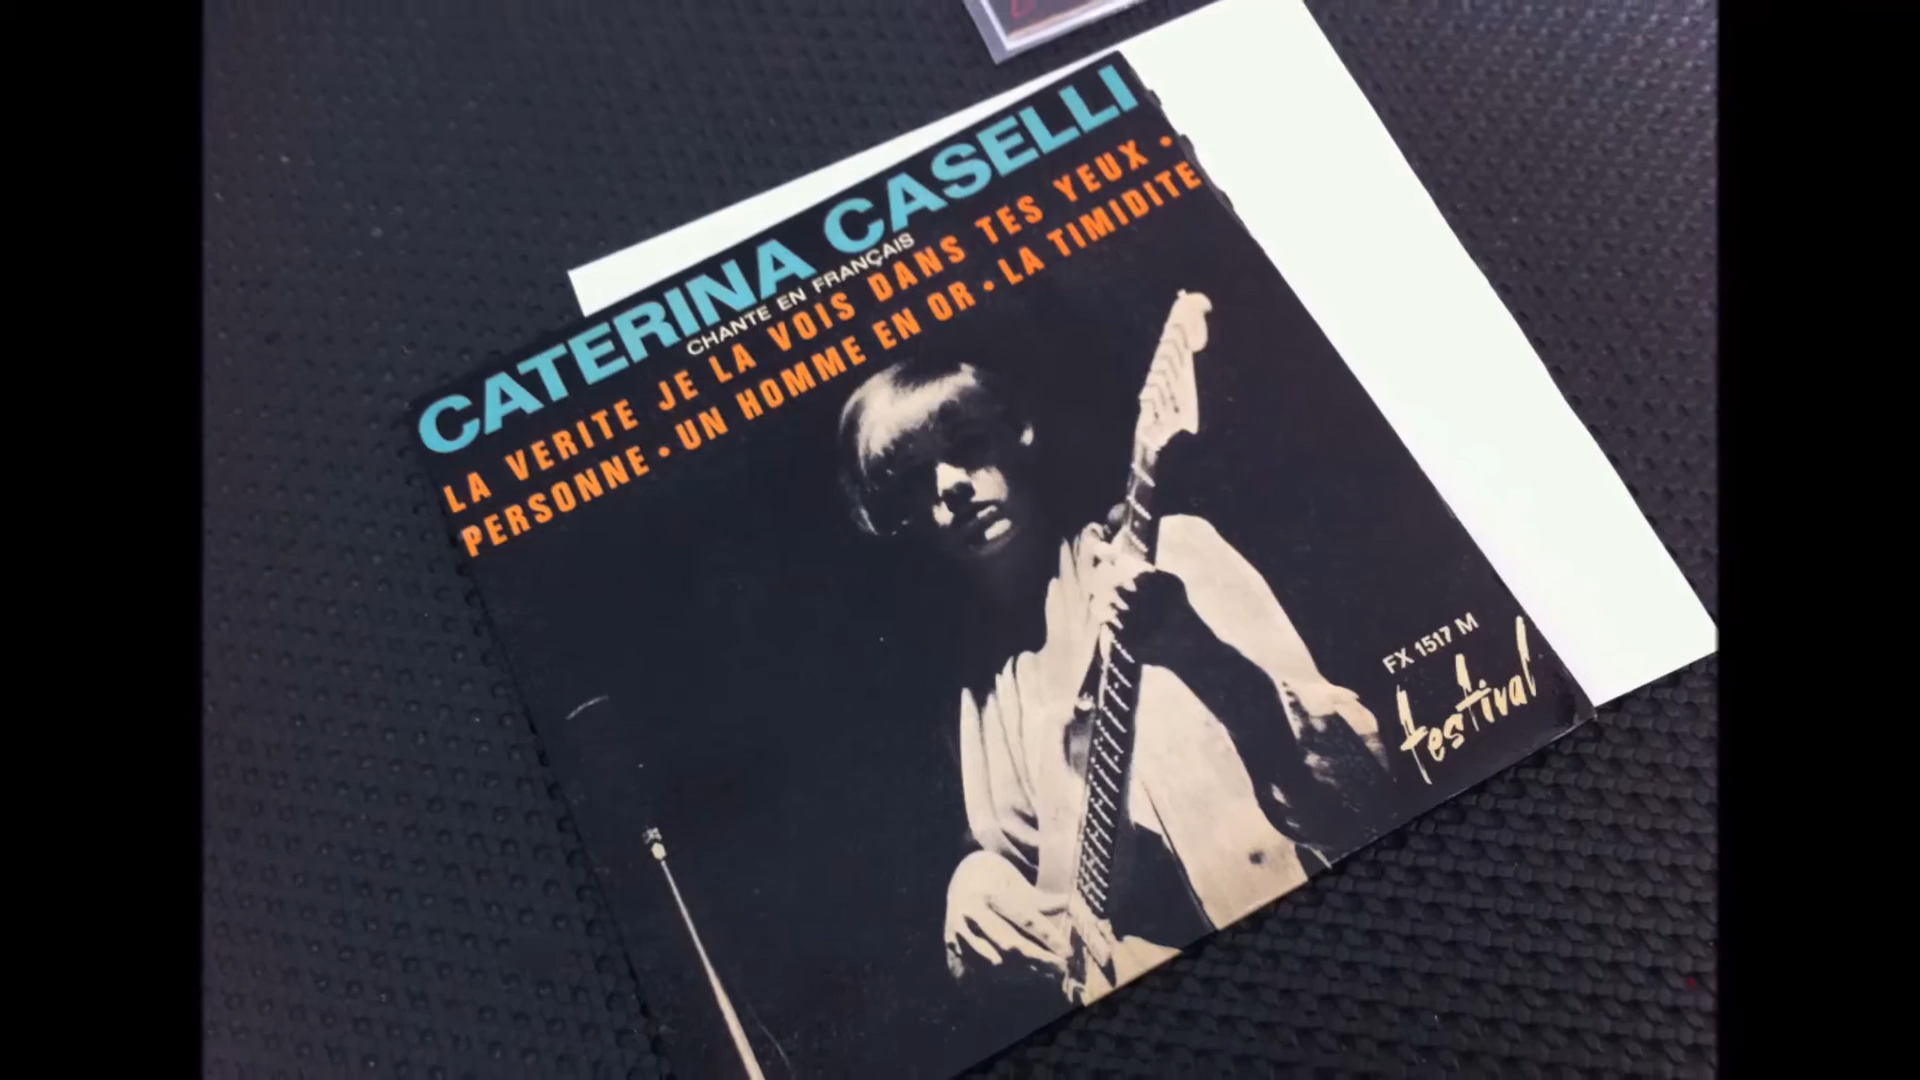 CATERINA CASELLI
CHANTE EN FRANÇAIS
LA VERITE JE LA VOIS DANS TES YEUX •
PERSONNE • UN HOMME EN OR • LA TIMIDITE
FX 1517 M
festival